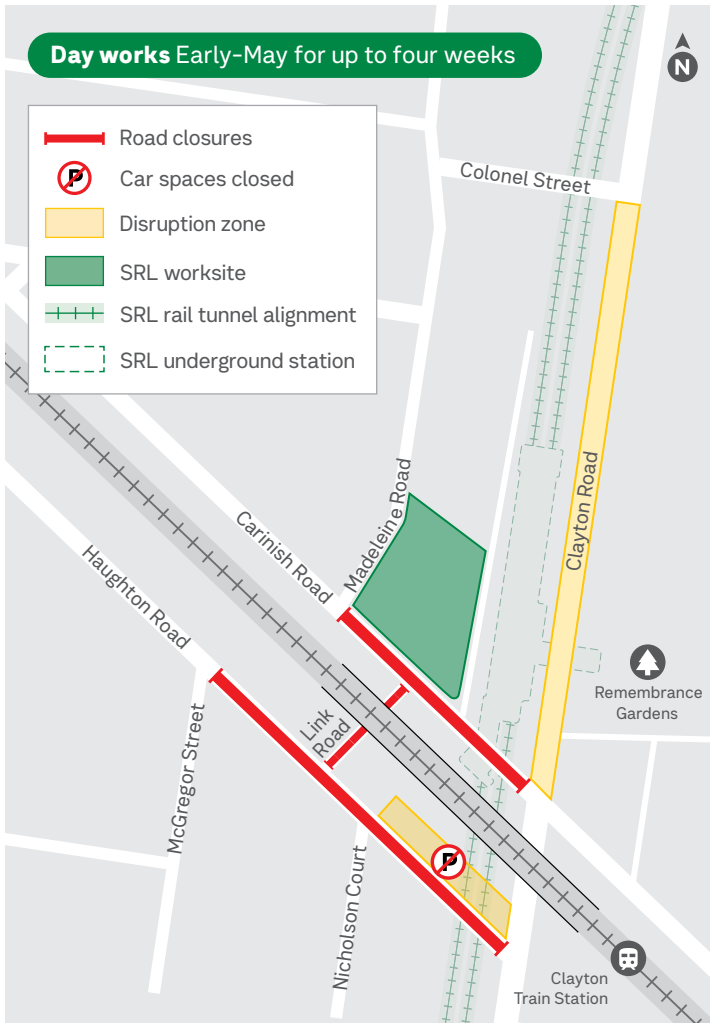 Day works Early-May for up to four weeks
N
Road closures
P
Car spaces closed
Disruption zone
SRL worksite
SRL rail tunnel alignment
SRL underground station
Colonel Street
Clayton Road
Madeleine Road
Carinish Road
Haughton Road
Remembrance
Gardens
Link
Road
McGregor Street
P
Nicholson Court
Clayton
Train Station